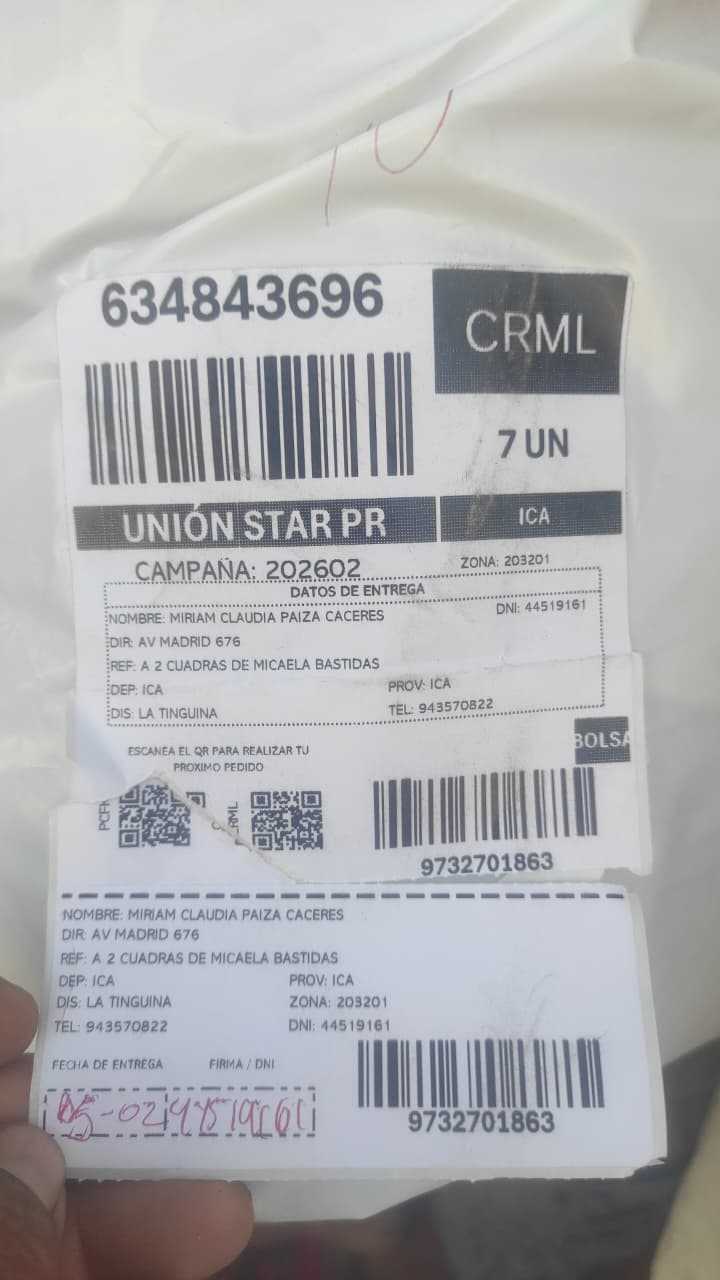 634843696
CRML
7 UN
UNIÓN STAR PR
ICA
CAMPAÑA: 202602
ZONA: 203201
DATOS DE ENTREGA
NOMBRE: MIRIAM CLAUDIA PAIZA CACERES
DNI: 44519161
DIR: AV MADRID 676
REF: A 2 CUADRAS DE MICAELA BASTIDAS
DEP: ICA
PROV: ICA
DIS: LA TINGUINA
TEL: 943570822
BOLSA
ESCANEA EL QR PARA REALIZAR TU
PROXIMO PEDIDO
9732701863
NOMBRE: MIRIAM CLAUDIA PAIZA CACERES
DIR: AV MADRID 676
REF: A 2 CUADRAS DE MICAELA BASTIDAS
DEP: ICA
PROV: ICA
DIS: LA TINGUINA
ZONA: 203201
TEL: 943570822
DNI: 44519161
FECHA DE ENTREGA
FIRMA / DNI
05-02
44519161
9732701863